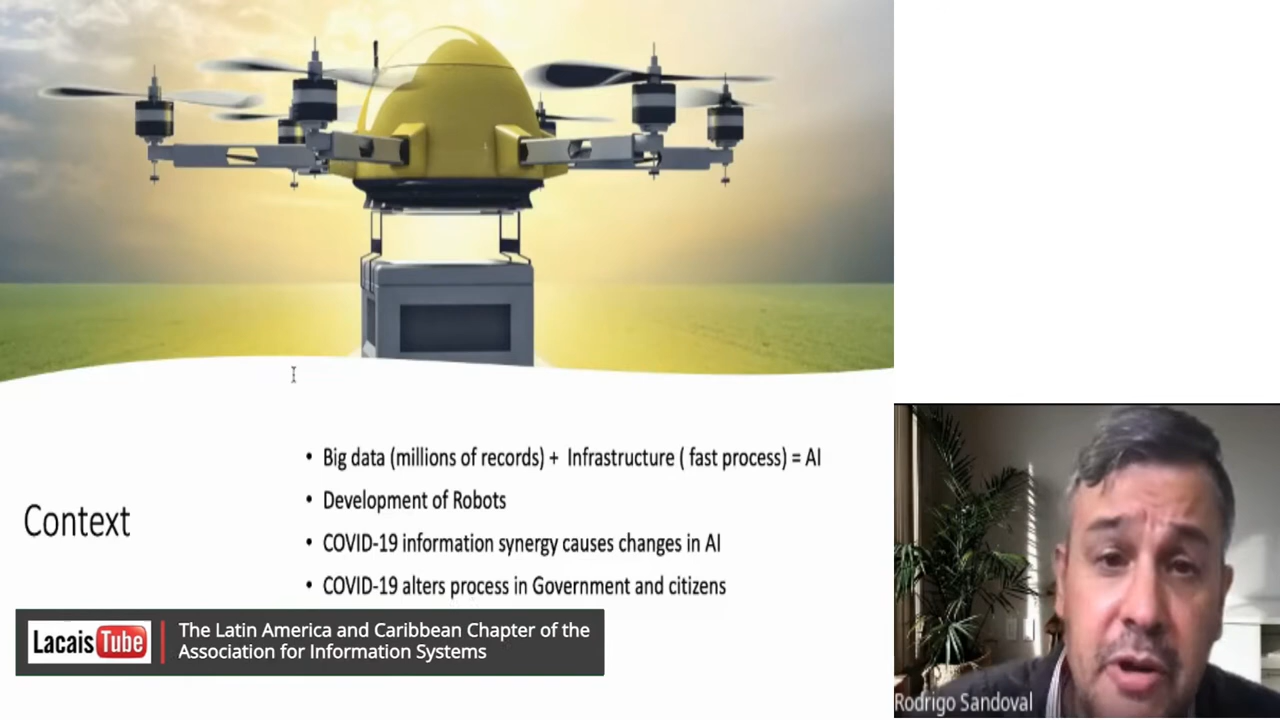 Big data (millions of records) + Infrastructure ( fast process) = AI
Development of Robots
Context
COVID-19 information synergy causes changes in AI
COVID-19 alters process in Government and citizens
Lacais Tube
The Latin America and Caribbean Chapter of the
Association for Information Systems
Rodrigo Sandoval